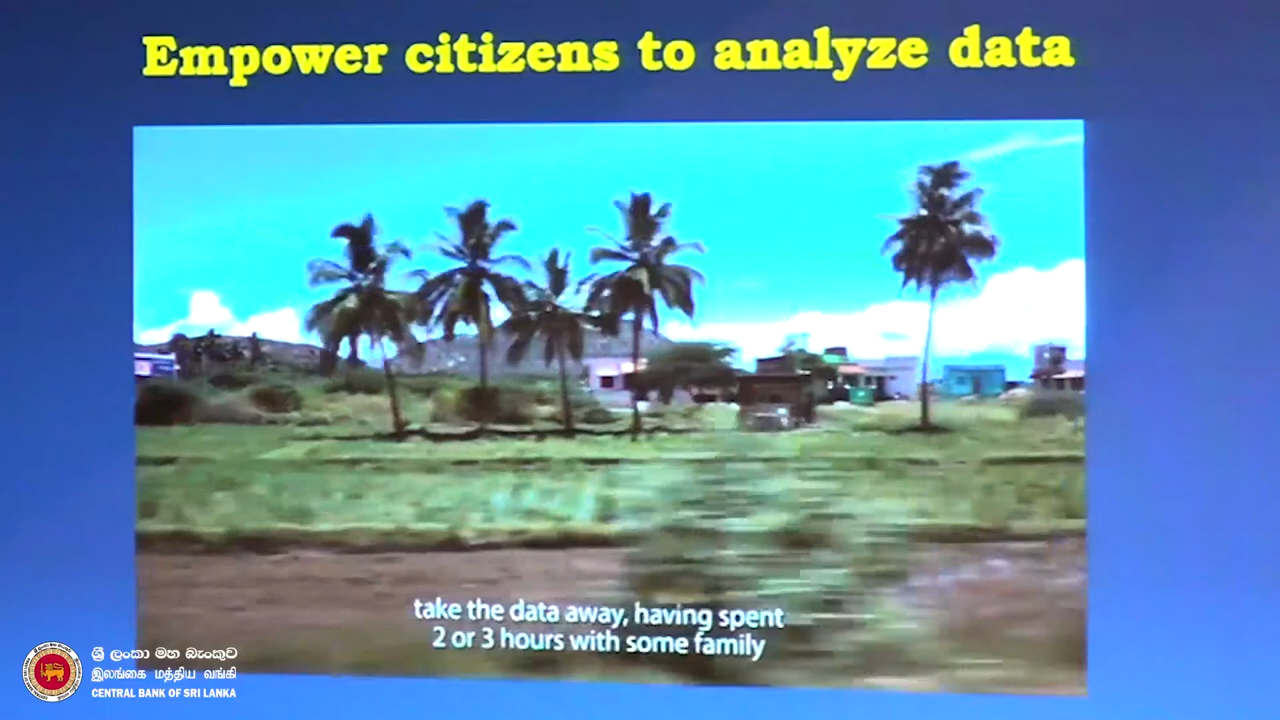 Empower citizens to analyze data
take the data away, having spent
2 or 3 hours with some family
ශ්‍රී ලංකා මහ බැංකුව
இலங்கை மத்திய வங்கி
CENTRAL BANK OF SRI LANKA